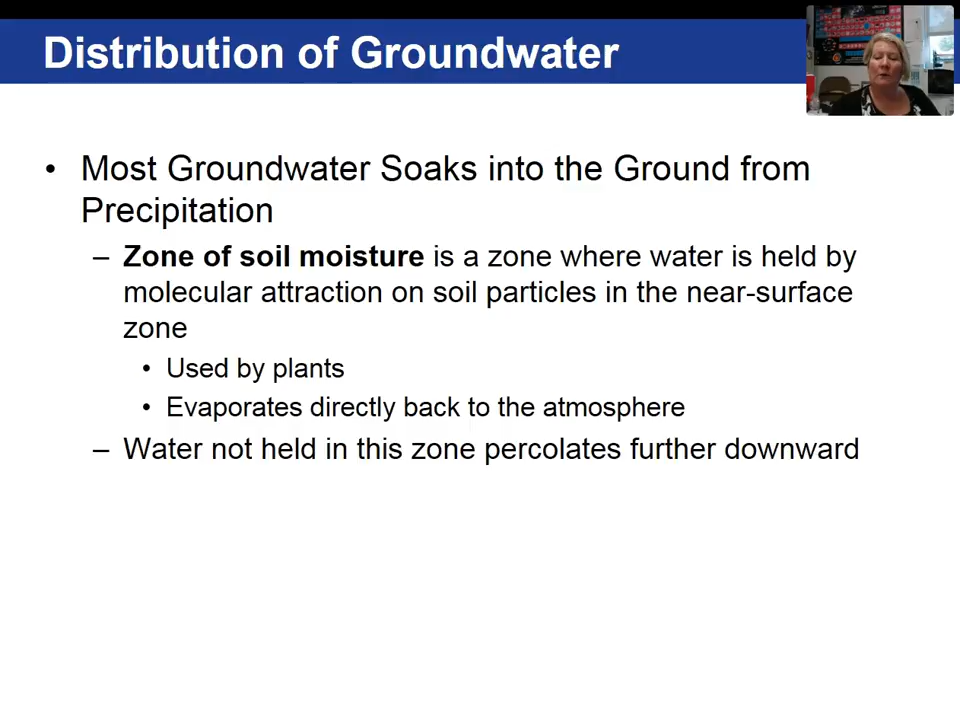 Distribution of Groundwater
• Most Groundwater Soaks into the Ground from
Precipitation
– Zone of soil moisture is a zone where water is held by
molecular attraction on soil particles in the near-surface
zone
• Used by plants
• Evaporates directly back to the atmosphere
– Water not held in this zone percolates further downward